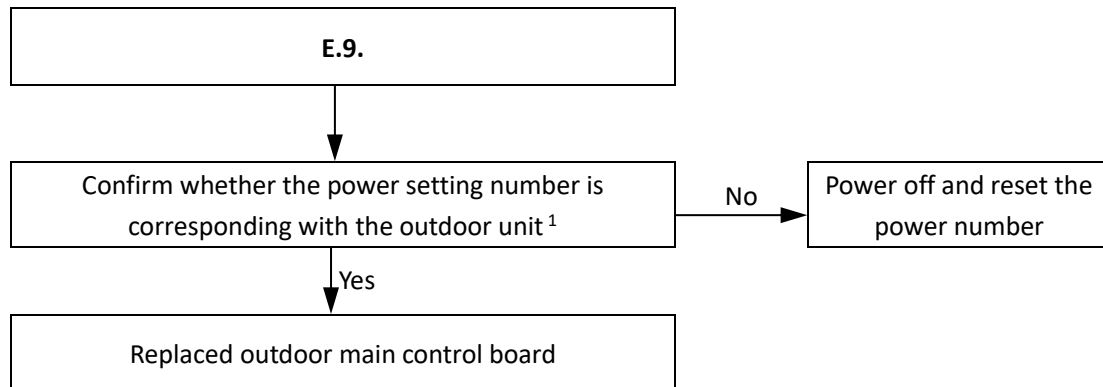 E.9.
Confirm whether the power setting number is
corresponding with the outdoor unit 1
No
Power off and reset the
power number
Yes
Replaced outdoor main control board